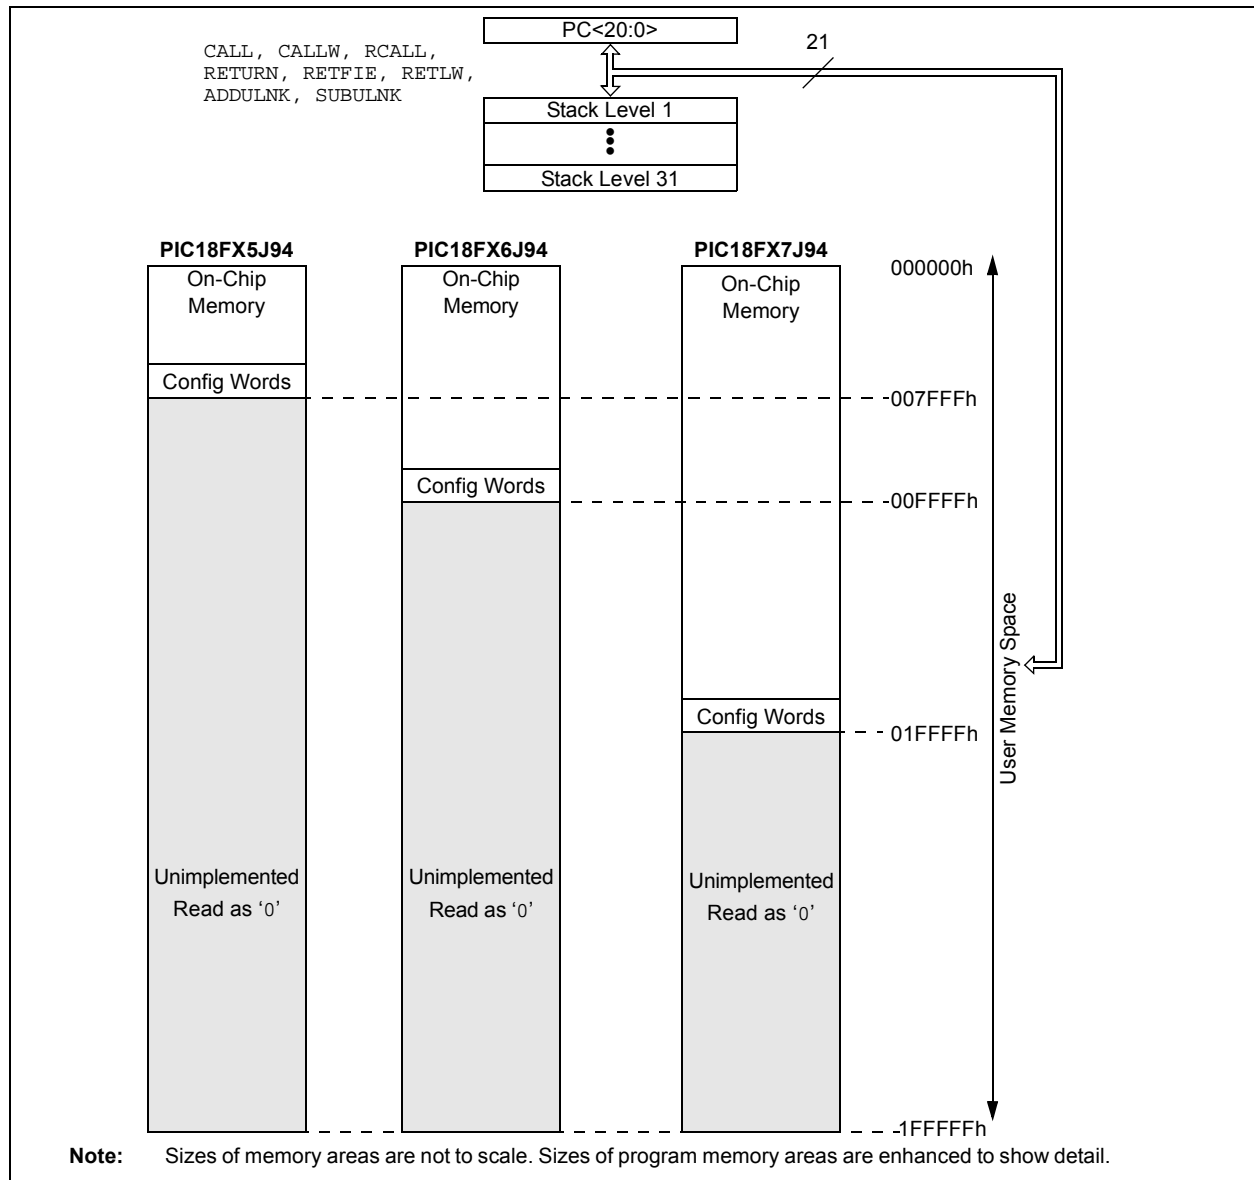 PC<20:0>
21
CALL, CALLW, RCALL,
RETURN, RETFIE, RETLW,
ADDULNK, SUBULNK
Stack Level 1
Stack Level 31
PIC18FX5J94
PIC18FX6J94
PIC18FX7J94
On-Chip
Memory
On-Chip
Memory
On-Chip
Memory
000000h
Config Words
007FFFh
Config Words
00FFFFh
Config Words
01FFFFh
User Memory Space
Unimplemented
Read as ‘0’
Unimplemented
Read as ‘0’
Unimplemented
Read as ‘0’
1FFFFFh
Note: Sizes of memory areas are not to scale. Sizes of program memory areas are enhanced to show detail.